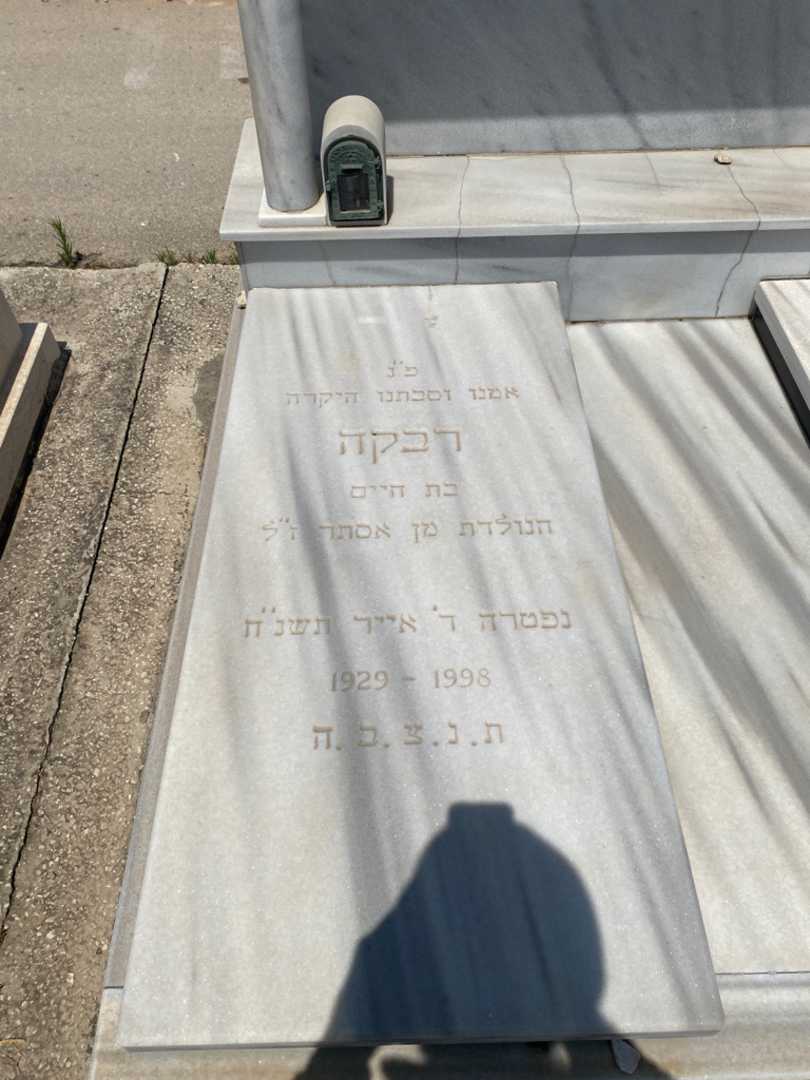 פ"נ
אמנו וסבתנו היקרה
רבקה
בת חיים
הנולדת מן אסתר ז"ל
נפטרה ד' אייר תשנ"ח
1929 - 1998
ת.נ.צ.ב.ה